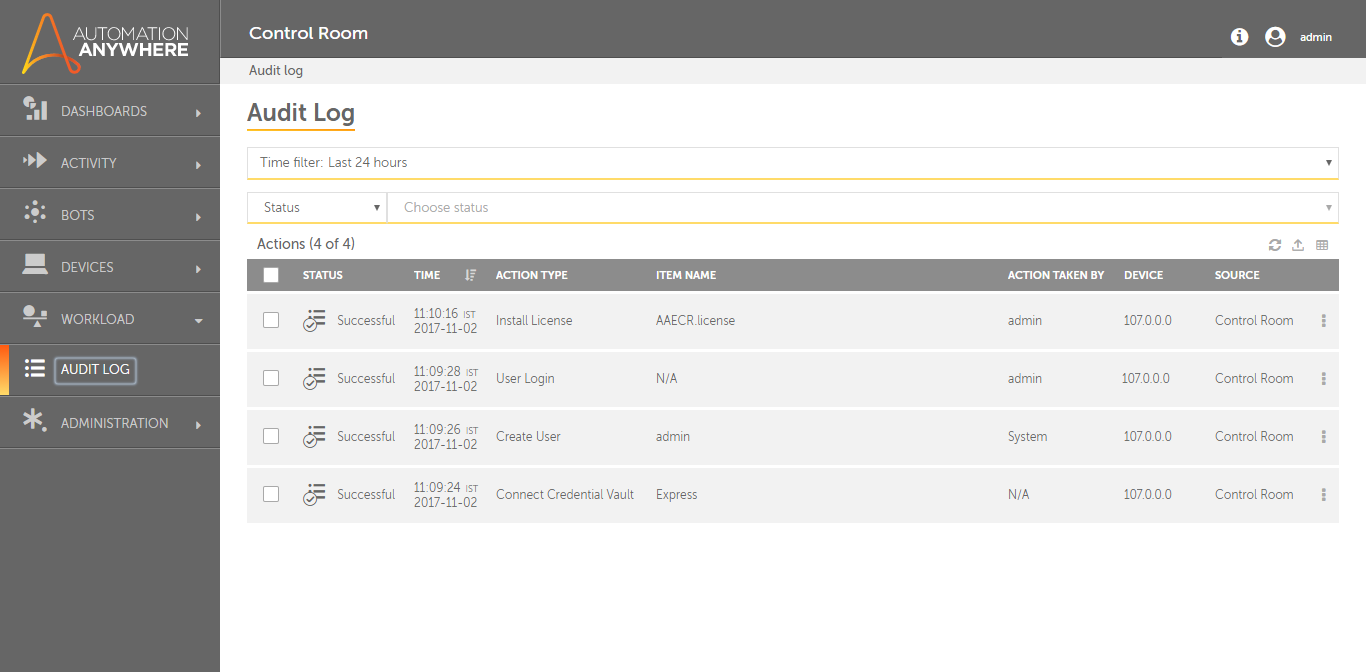 AUTOMATION
ANYWHERE
Control Room
admin
Audit log
DASHBOARDS
ACTIVITY
BOTS
DEVICES
WORKLOAD
AUDIT LOG
ADMINISTRATION
Audit Log
Time filter: Last 24 hours
Status Choose status
Actions (4 of 4)
STATUS TIME ACTION TYPE ITEM NAME ACTION TAKEN BY DEVICE SOURCE
Successful 11:10:16 IST 2017-11-02 Install License AAECR.license admin 107.0.0.0 Control Room
Successful 11:09:28 IST 2017-11-02 User Login N/A admin 107.0.0.0 Control Room
Successful 11:09:26 IST 2017-11-02 Create User admin System 107.0.0.0 Control Room
Successful 11:09:24 IST 2017-11-02 Connect Credential Vault Express N/A 107.0.0.0 Control Room